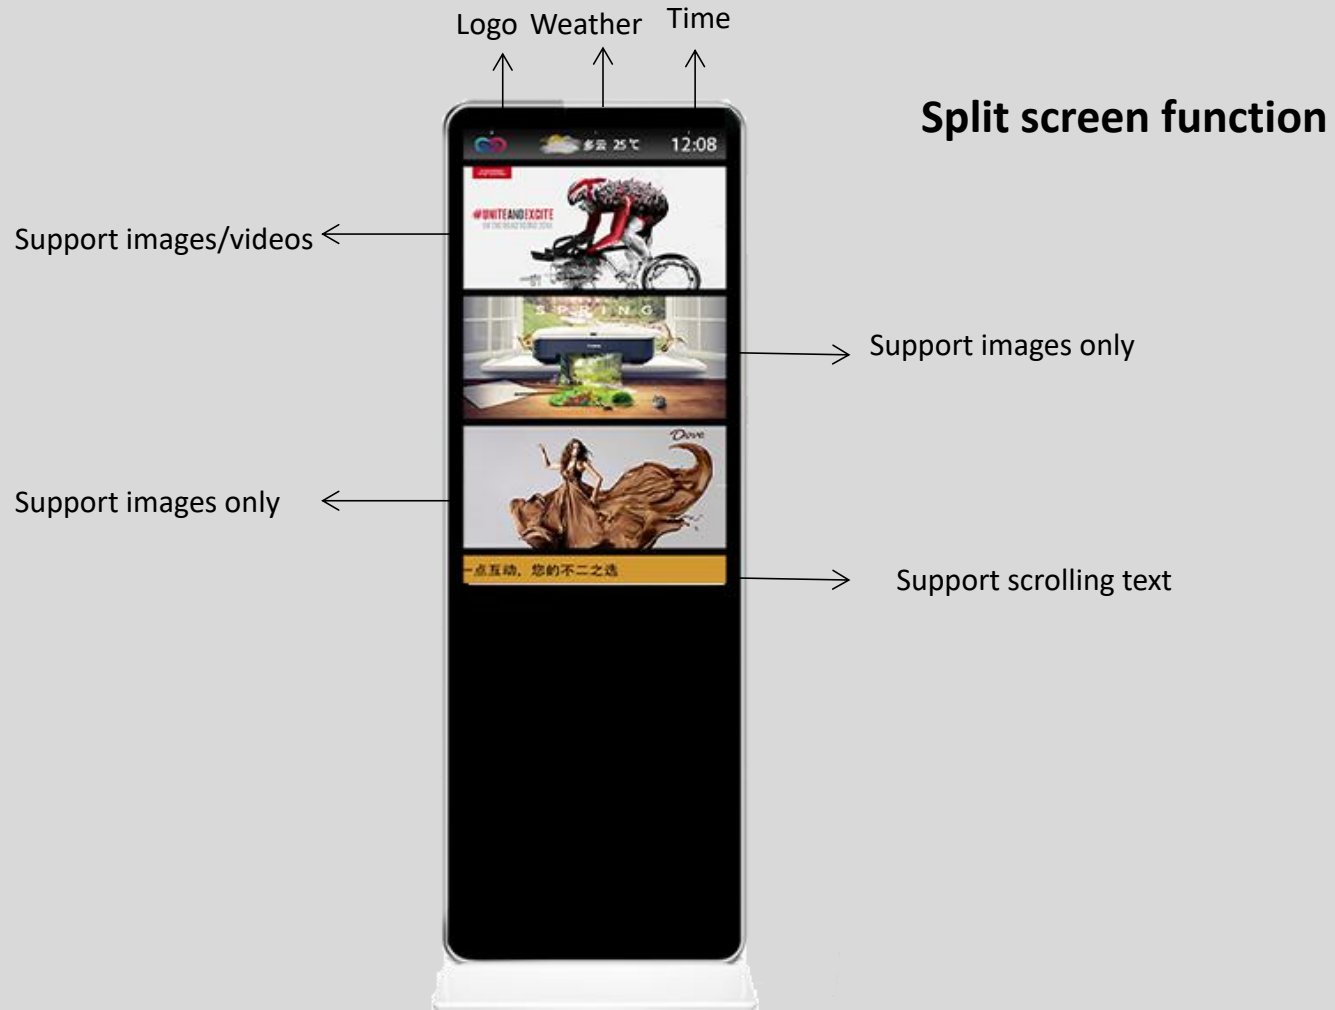 Logo Weather Time
Split screen function
多云 25℃ 12:08
#UNITEANDEXCITE
Support images/videos
SPRING
Support images only
Dove
Support images only
一点互动，您的不二之选
Support scrolling text